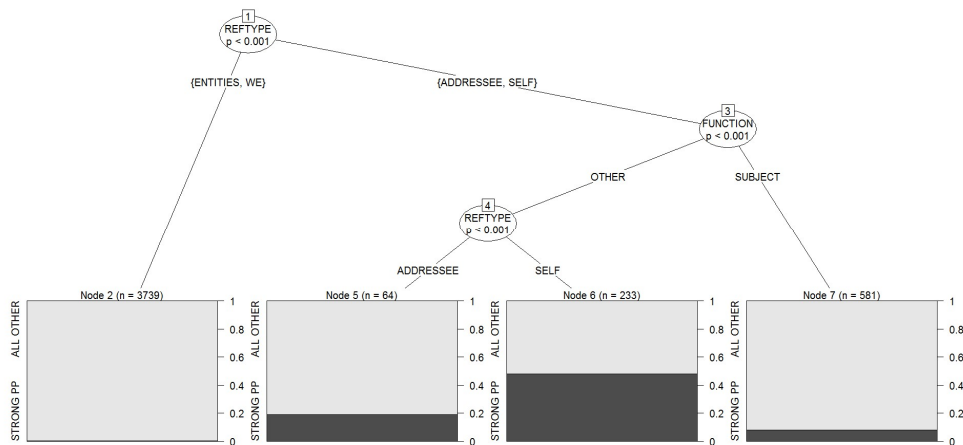 1
REFTYPE
p < 0.001
{ENTITIES, WE}
{ADDRESSEE, SELF}
3
FUNCTION
p < 0.001
OTHER
SUBJECT
4
REFTYPE
p < 0.001
ADDRESSEE
SELF
Node 2 (n = 3739)
ALL OTHER
STRONG PP
1
0.8
0.6
0.4
0.2
0
Node 5 (n = 64)
ALL OTHER
STRONG PP
1
0.8
0.6
0.4
0.2
0
Node 6 (n = 233)
ALL OTHER
STRONG PP
1
0.8
0.6
0.4
0.2
0
Node 7 (n = 581)
ALL OTHER
STRONG PP
1
0.8
0.6
0.4
0.2
0